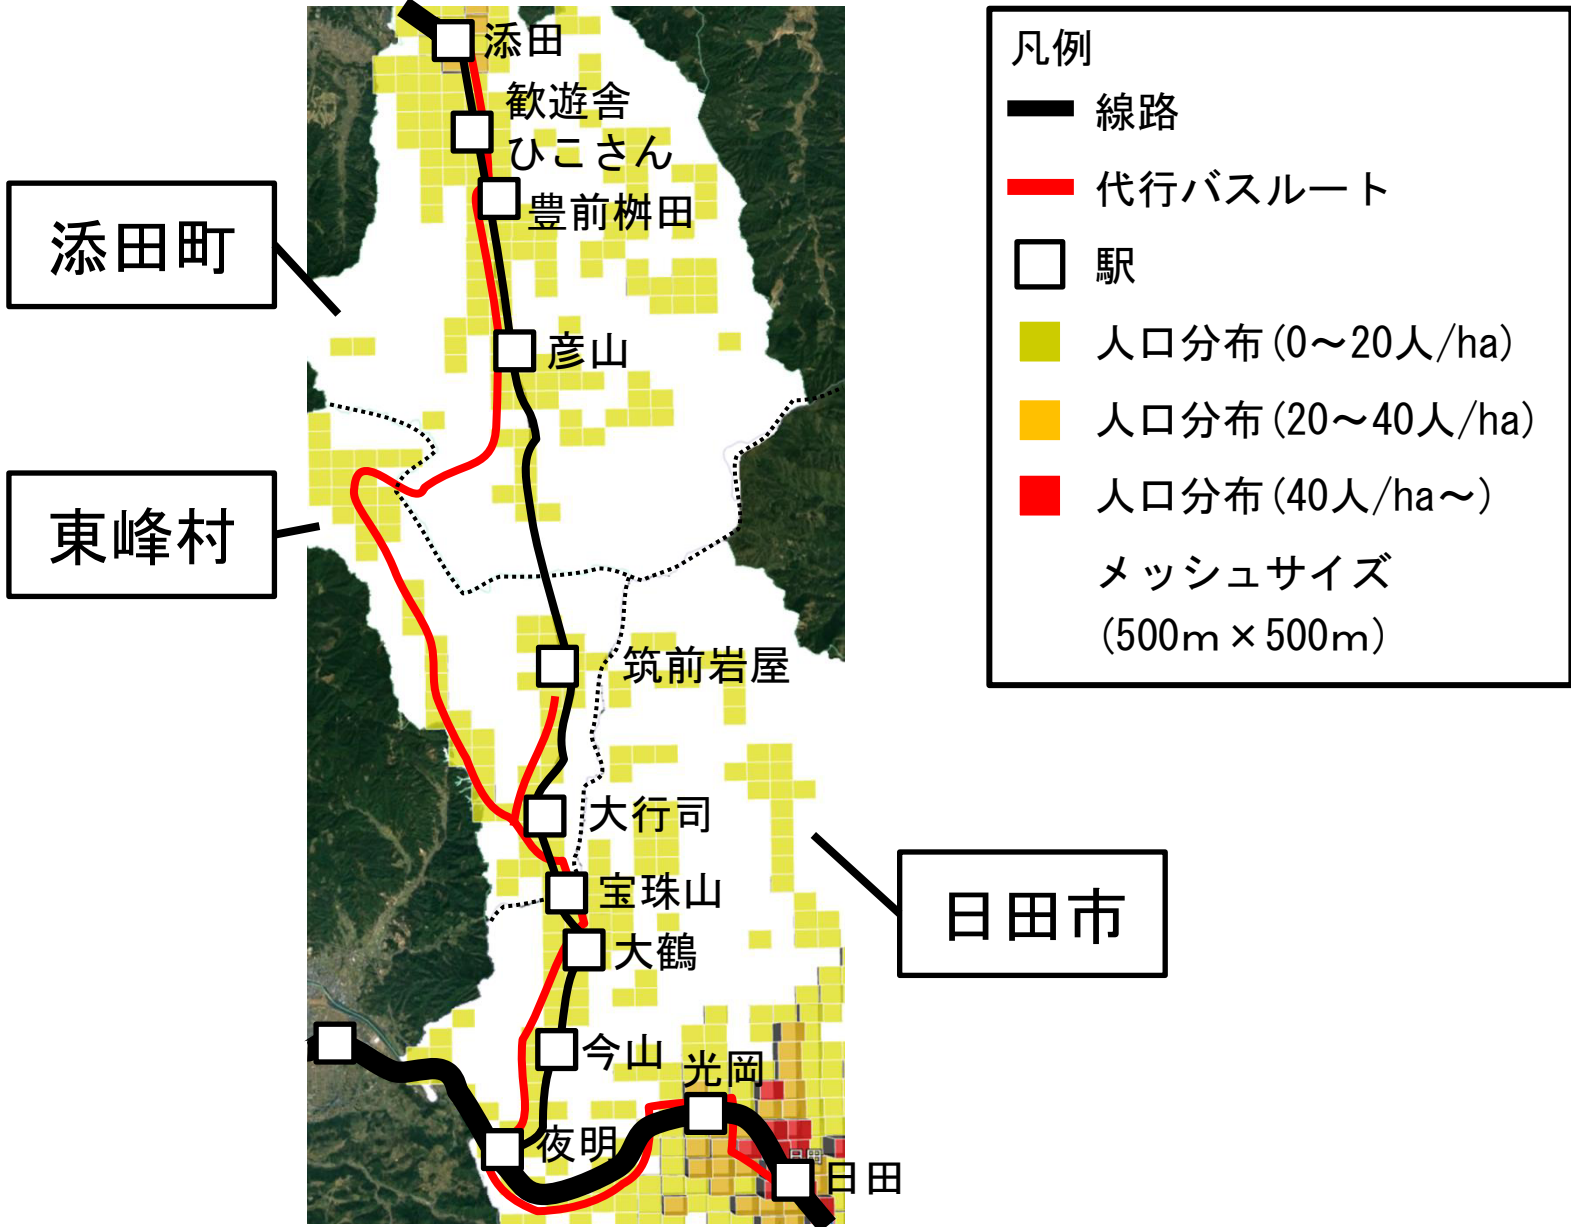 添田
歓遊舎
ひこさん
豊前桝田
添田町
彦山
東峰村
筑前岩屋
大行司
宝珠山
大鶴
日田市
今山
光岡
夜明
日田
凡例
線路
代行バスルート
駅
人口分布(0～20人/ha)
人口分布(20～40人/ha)
人口分布(40人/ha～)
メッシュサイズ
(500m×500m)